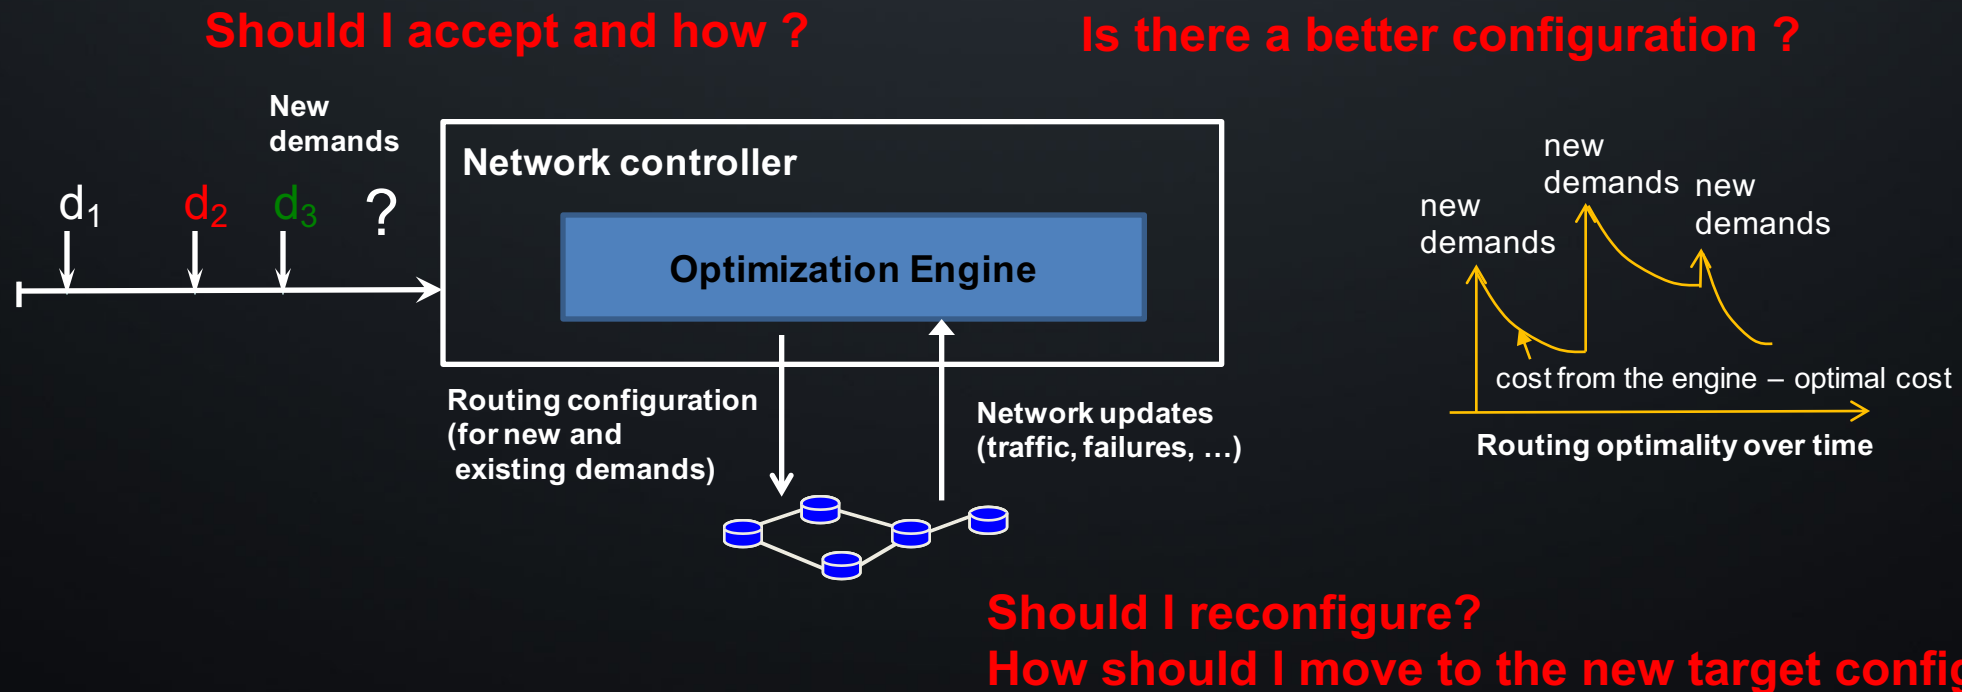 Should I accept and how ?
Is there a better configuration ?
New
demands
d1
d2
d3
?
Network controller
Optimization Engine
Routing configuration
(for new and
existing demands)
Network updates
(traffic, failures, …)
new
demands
new
demands
new
demands
cost from the engine – optimal cost
Routing optimality over time
Should I reconfigure?
How should I move to the new target config